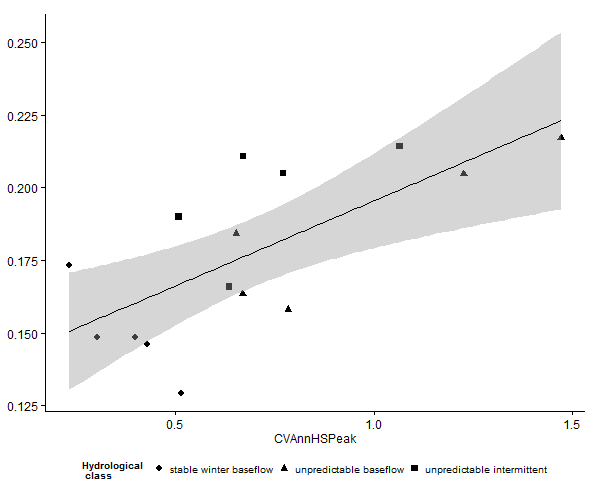 0.250
0.225
0.200
0.175
0.150
0.125
0.5 1.0 1.5
CVAnnHSPeak
Hydrological
class
stable winter baseflow unpredictable baseflow unpredictable intermittent